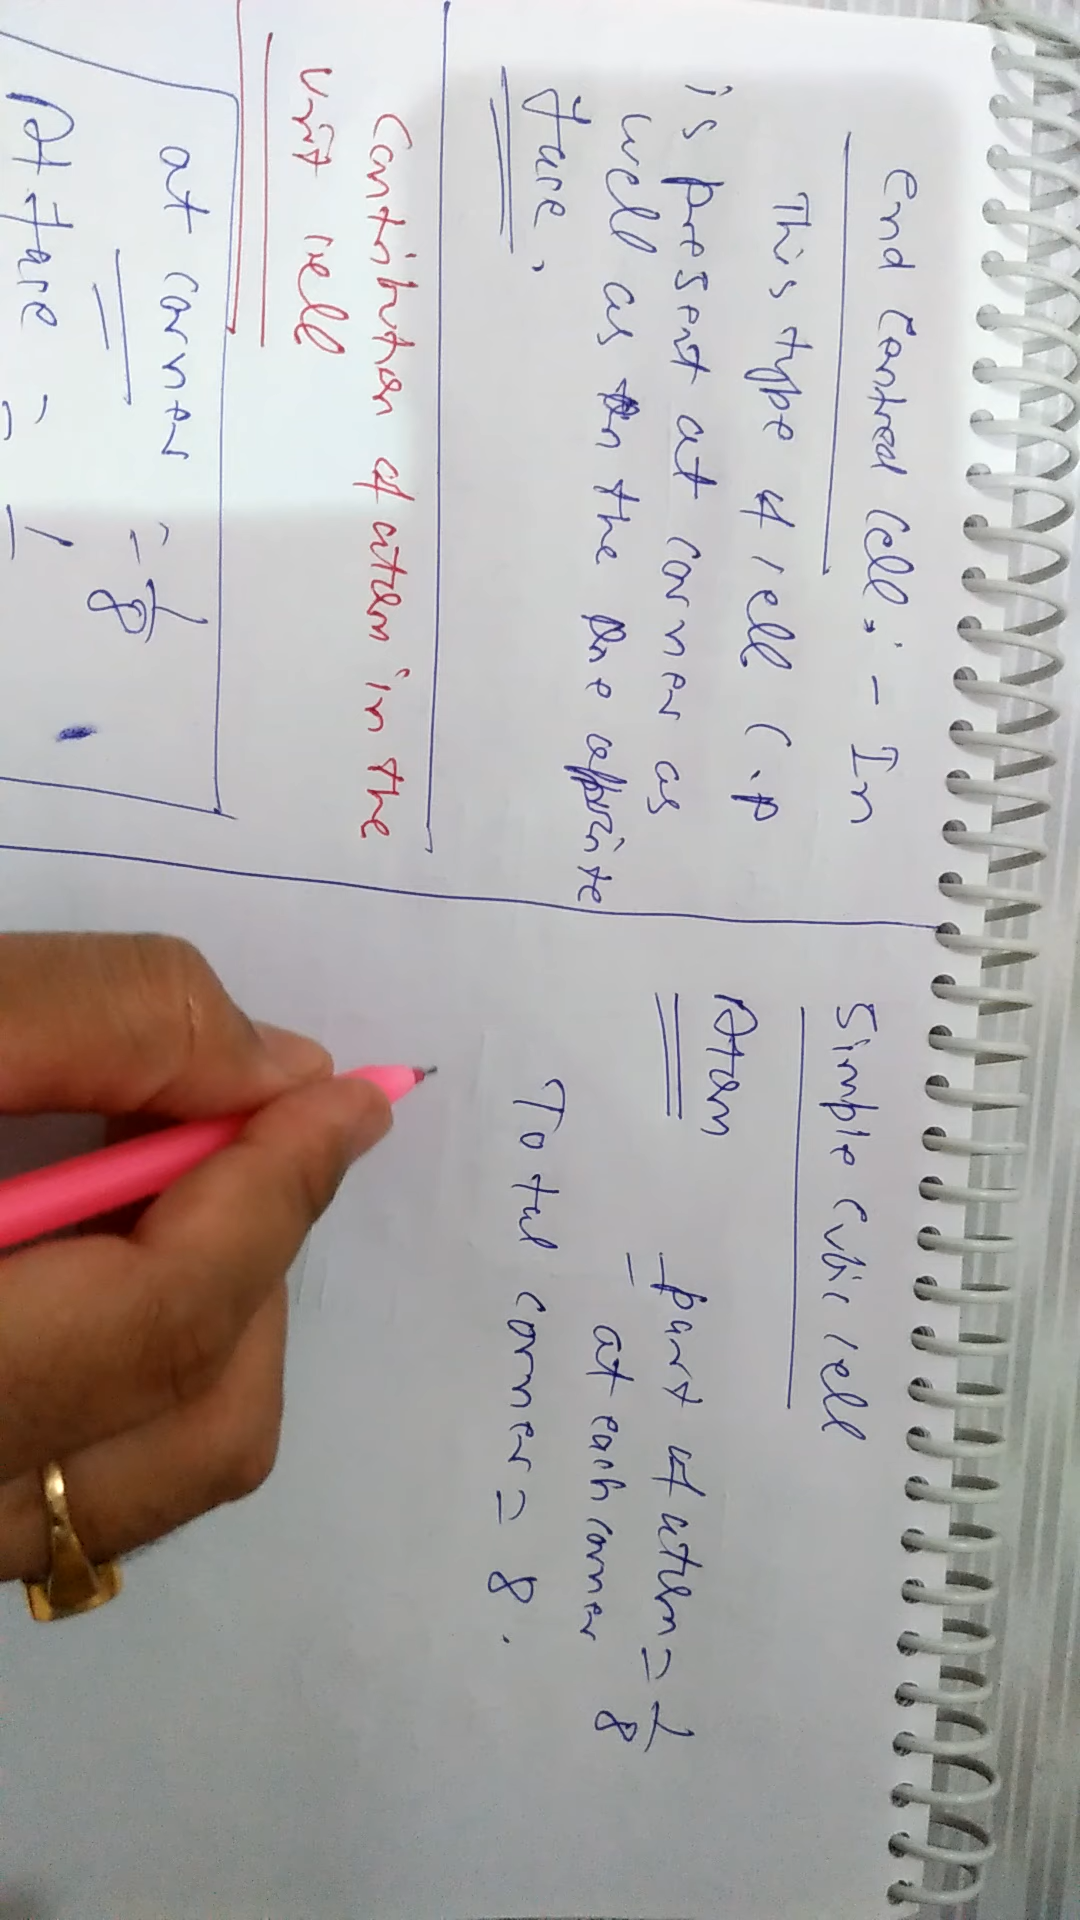 end centred cell :- In
This type of cell C.P
is present at corner as
well as on the one opposite
face.
Contribution of atom in the
unit cell
at corner = 1/8
At face = 1
Simple cubic cell
Atom
part of atom = 1/8
at each corner
Total corner = 8.